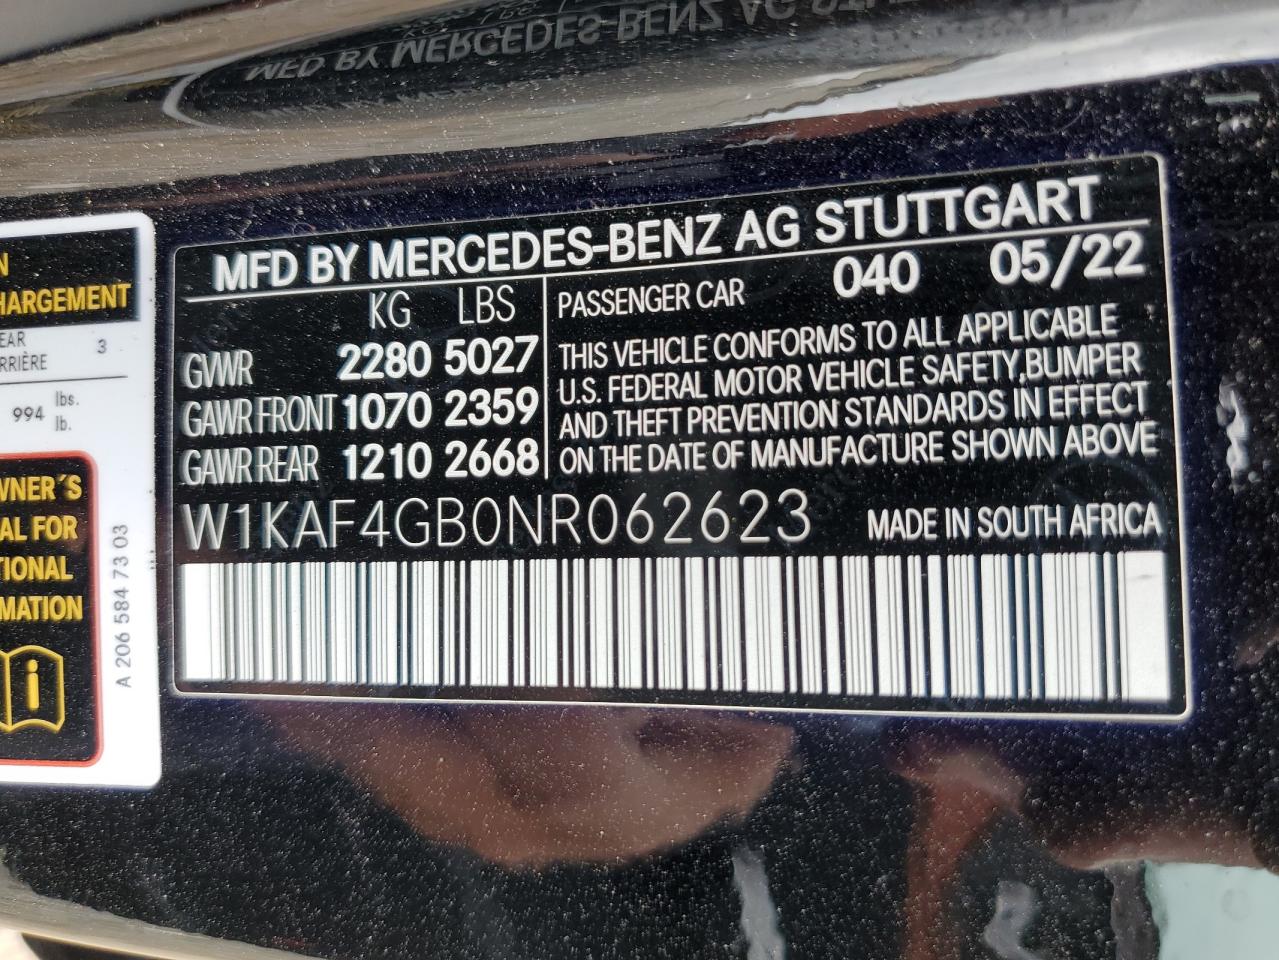 MFD BY MERCEDES-BENZ AG
MFD BY MERCEDES-BENZ AG STUTTGART
040 05/22
KG LBS
GWWR 2280 5027
GAWR FRONT 1070 2359
GAWR REAR 1210 2668
PASSENGER CAR
THIS VEHICLE CONFORMS TO ALL APPLICABLE
U.S. FEDERAL MOTOR VEHICLE SAFETY,BUMPER
AND THEFT PREVENTION STANDARDS IN EFFECT
ON THE DATE OF MANUFACTURE SHOWN ABOVE
W1KAF4GB0NR062623
MADE IN SOUTH AFRICA
N
HARGEMENT
EAR
RRIÈRE 3
994 lbs.
lb.
WNER´S
AL FOR
TIONAL
MATION
i
A 206 584 73 03